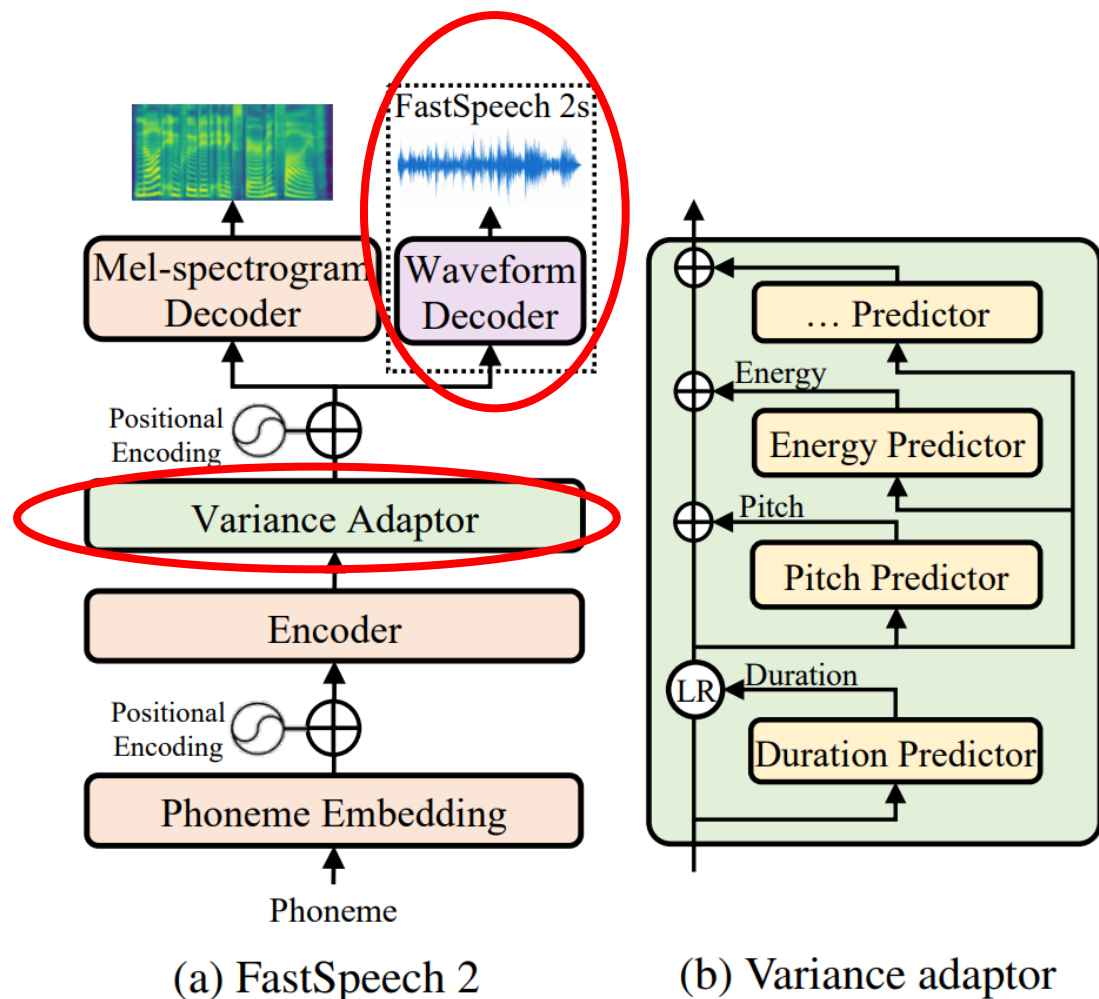 FastSpeech 2s
Mel-spectrogram
Decoder
Waveform
Decoder
Positional
Encoding
Variance Adaptor
Encoder
Positional
Encoding
Phoneme Embedding
Phoneme
(a) FastSpeech 2
… Predictor
Energy
Energy Predictor
Pitch
Pitch Predictor
LR
Duration
Duration Predictor
(b) Variance adaptor